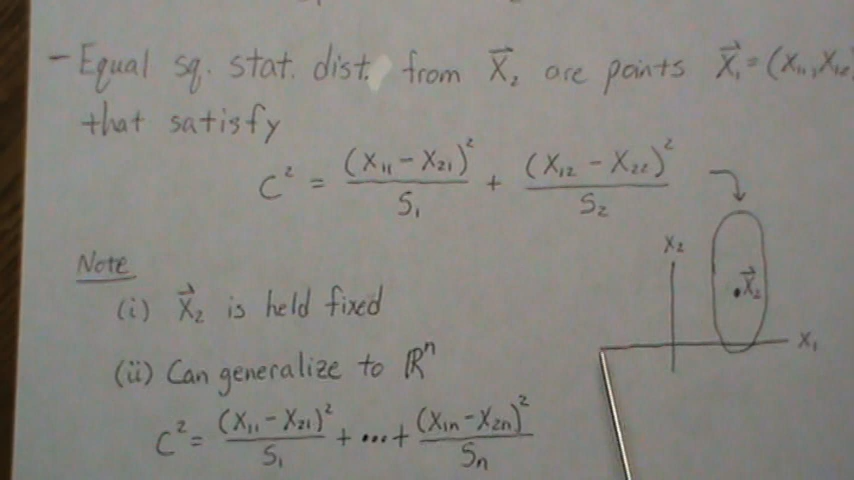 - Equal sq. stat. dist. from X⃗₂ are points X⃗₁ = (X₁₁, X₁₂
that satisfy
C² = (X₁₁ - X₂₁)²/S₁ + (X₁₂ - X₂₂)²/S₂
X₂
X⃗₂
X₁
Note
(i) X⃗₂ is held fixed
(ii) Can generalize to ℝⁿ
C² = (X₁₁ - X₂₁)²/S₁ + ... + (X₁ₙ - X₂ₙ)²/Sₙ